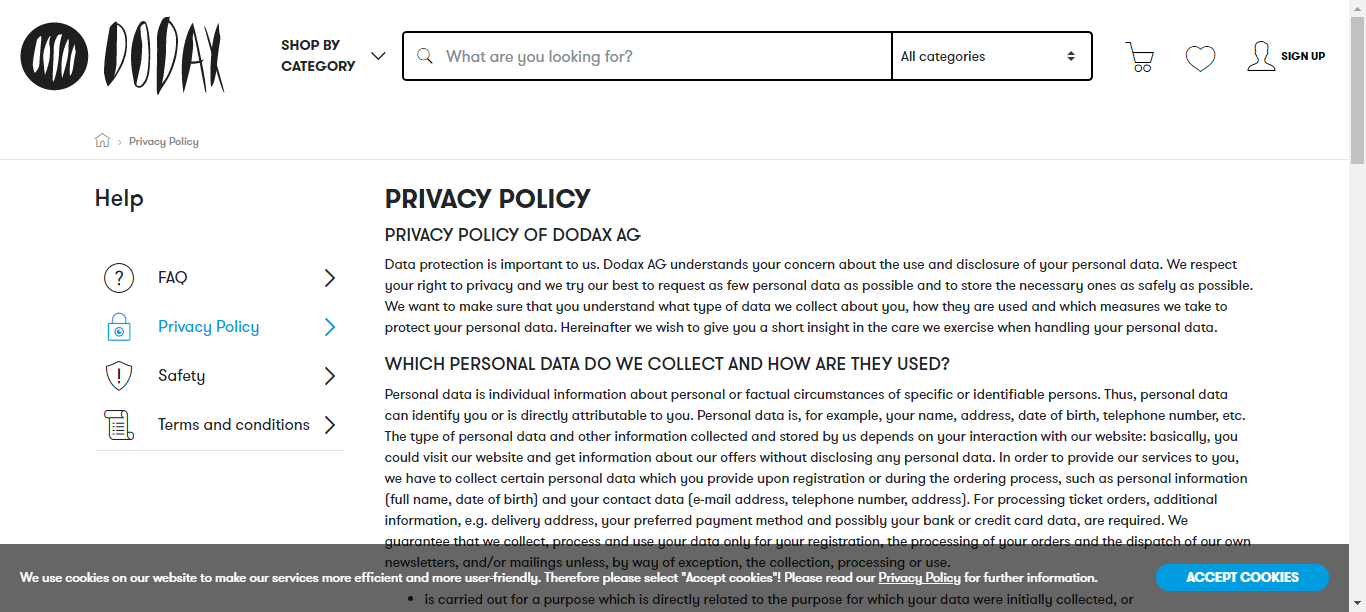 DODAX
SHOP BY
CATEGORY
What are you looking for?
All categories
SIGN UP
Privacy Policy
Help
FAQ
Privacy Policy
Safety
Terms and conditions
PRIVACY POLICY
PRIVACY POLICY OF DODAX AG
Data protection is important to us. Dodax AG understands your concern about the use and disclosure of your personal data. We respect
your right to privacy and we try our best to request as few personal data as possible and to store the necessary ones as safely as possible.
We want to make sure that you understand what type of data we collect about you, how they are used and which measures we take to
protect your personal data. Hereinafter we wish to give you a short insight in the care we exercise when handling your personal data.
WHICH PERSONAL DATA DO WE COLLECT AND HOW ARE THEY USED?
Personal data is individual information about personal or factual circumstances of specific or identifiable persons. Thus, personal data
can identify you or is directly attributable to you. Personal data is, for example, your name, address, date of birth, telephone number, etc.
The type of personal data and other information collected and stored by us depends on your interaction with our website: basically, you
could visit our website and get information about our offers without disclosing any personal data. In order to provide our services to you,
we have to collect certain personal data which you provide upon registration or during the ordering process, such as personal information
(full name, date of birth) and your contact data (e-mail address, telephone number, address). For processing ticket orders, additional
information, e.g. delivery address, your preferred payment method and possibly your bank or credit card data, are required. We
guarantee that we collect, process and use your data only for your registration, the processing of your orders and the dispatch of our own
newsletters, and/or mailings unless, by way of exception, the collection, processing or use.
• is carried out for a purpose which is directly related to the purpose for which your data were initially collected, or
We use cookies on our website to make our services more efficient and more user-friendly. Therefore please select "Accept cookies"! Please read our Privacy Policy for further information.
ACCEPT COOKIES